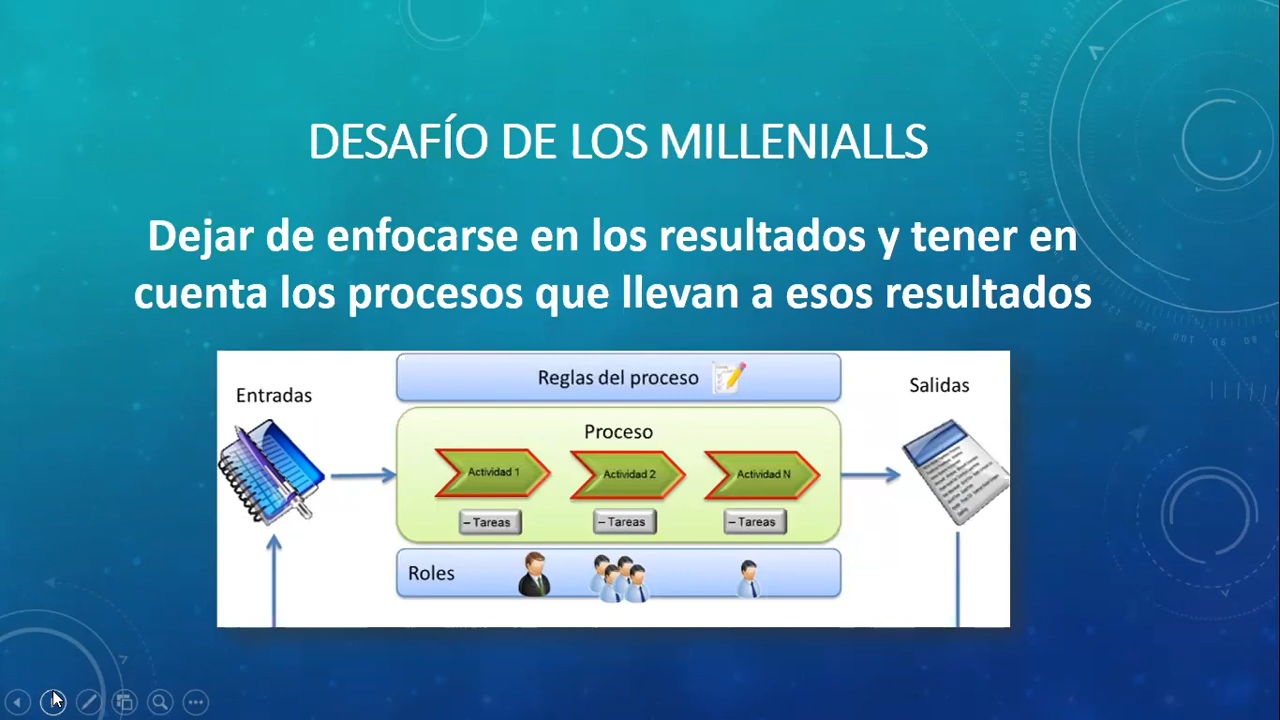 DESAFÍO DE LOS MILLENIALLS
Dejar de enfocarse en los resultados y tener en
cuenta los procesos que llevan a esos resultados
Reglas del proceso
Entradas
Salidas
Proceso
Actividad 1
Actividad 2
Actividad N
– Tareas
– Tareas
– Tareas
Roles